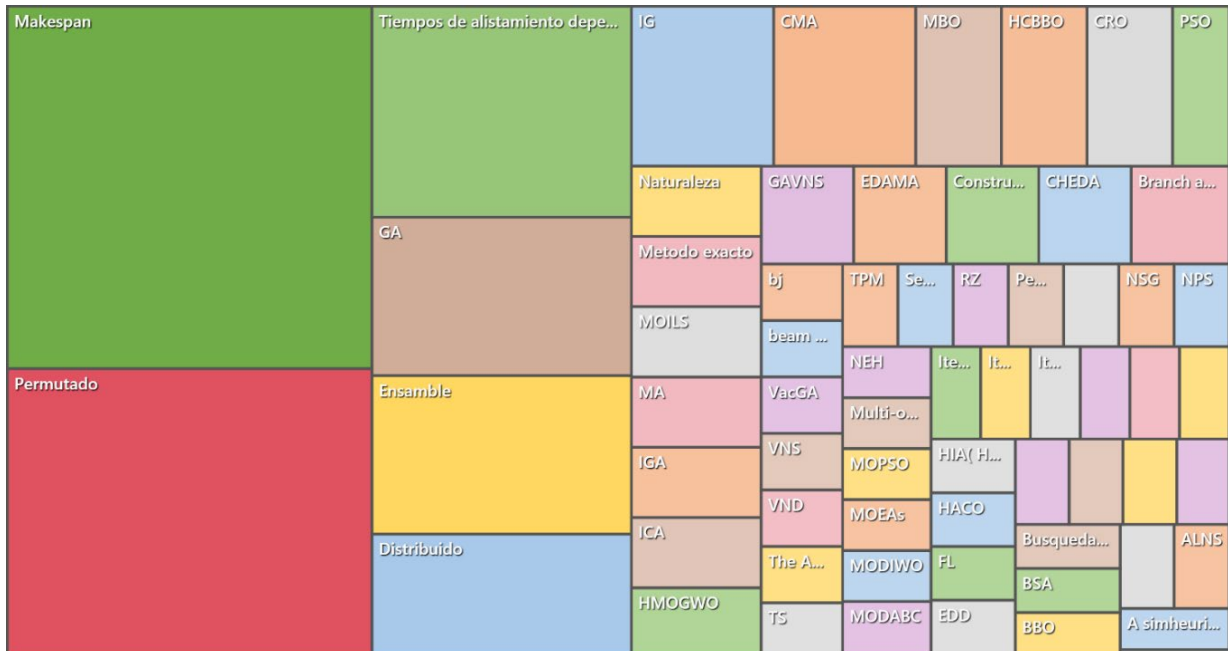 Makespan
Permutado
Tiempos de alistamiento depe...
GA
Ensamble
Distribuido
IG
CMA
MBO
HCBBO
CRO
PSO
Naturaleza
Metodo exacto
MOILS
MA
IGA
ICA
HMOGWO
GAVNS
EDAMA
Constru...
CHEDA
Branch a...
bj
beam ...
VacGA
VNS
VND
The A...
TS
TPM
Se...
RZ
Pe...
NSG
NPS
NEH
Multi-o...
MOPSO
MOEAs
MODIWO
MODABC
Ite...
It...
It...
HIA( H...
HACO
FL
EDD
Busqueda...
BSA
BBO
ALNS
A simheuri...